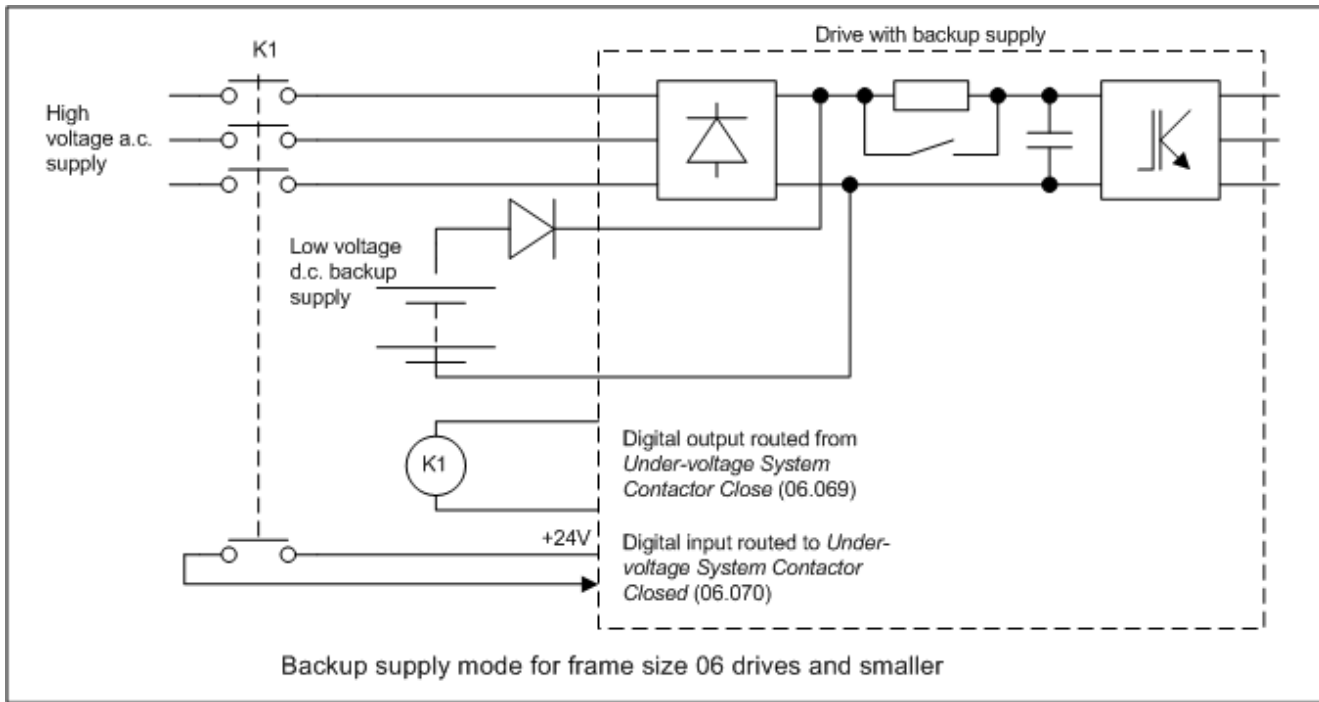 Drive with backup supply
K1
High
voltage a.c.
supply
Low voltage
d.c. backup
supply
K1
Digital output routed from
Under-voltage System
Contactor Close (06.069)
+24V
Digital input routed to Under-
voltage System Contactor
Closed (06.070)
Backup supply mode for frame size 06 drives and smaller